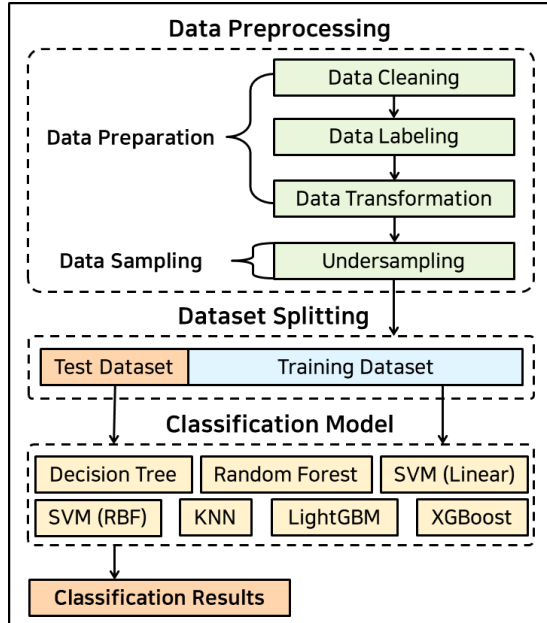 Data Preprocessing
Data Cleaning
Data Preparation
Data Labeling
Data Transformation
Data Sampling
Undersampling
Dataset Splitting
Test Dataset
Training Dataset
Classification Model
Decision Tree
Random Forest
SVM (Linear)
SVM (RBF)
KNN
LightGBM
XGBoost
Classification Results